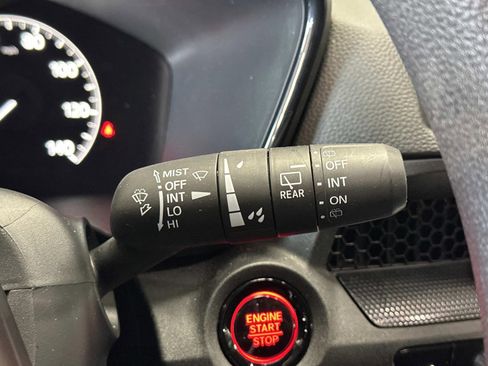 80
100
120
140
MIST
OFF
INT
LO
HI
REAR
OFF
INT
ON
ENGINE
START
STOP